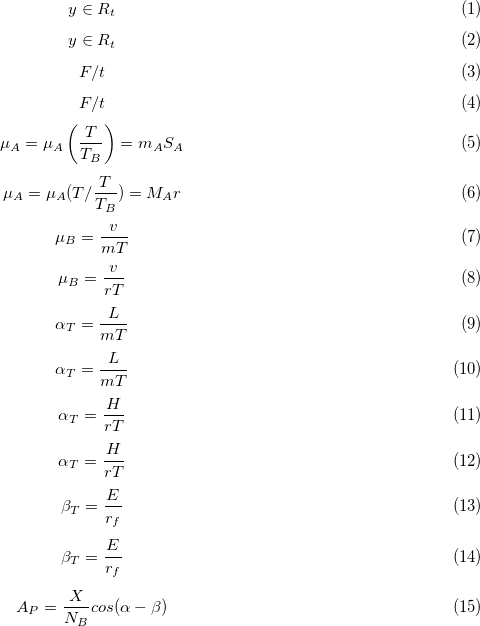 y ∈ R_t (1)
y ∈ R_t (2)
F/t (3)
F/t (4)
μ_A = μ_A (T/T_B) = m_A S_A (5)
μ_A = μ_A(T/ T/T_B) = M_A r (6)
μ_B = v/mT (7)
μ_B = v/rT (8)
α_T = L/mT (9)
α_T = L/mT (10)
α_T = H/rT (11)
α_T = H/rT (12)
β_T = E/r_f (13)
β_T = E/r_f (14)
A_P = X/N_B cos(α − β) (15)